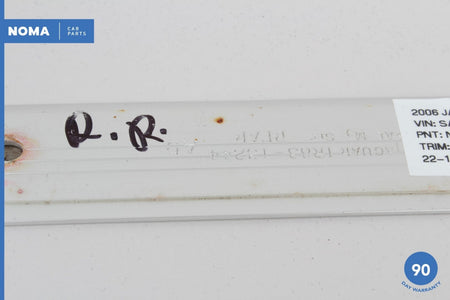 NOMA CAR PARTS
R.R.
2006 JA
VIN: SA
PNT: N
TRIM:
22-1
90
DAY WARRANTY